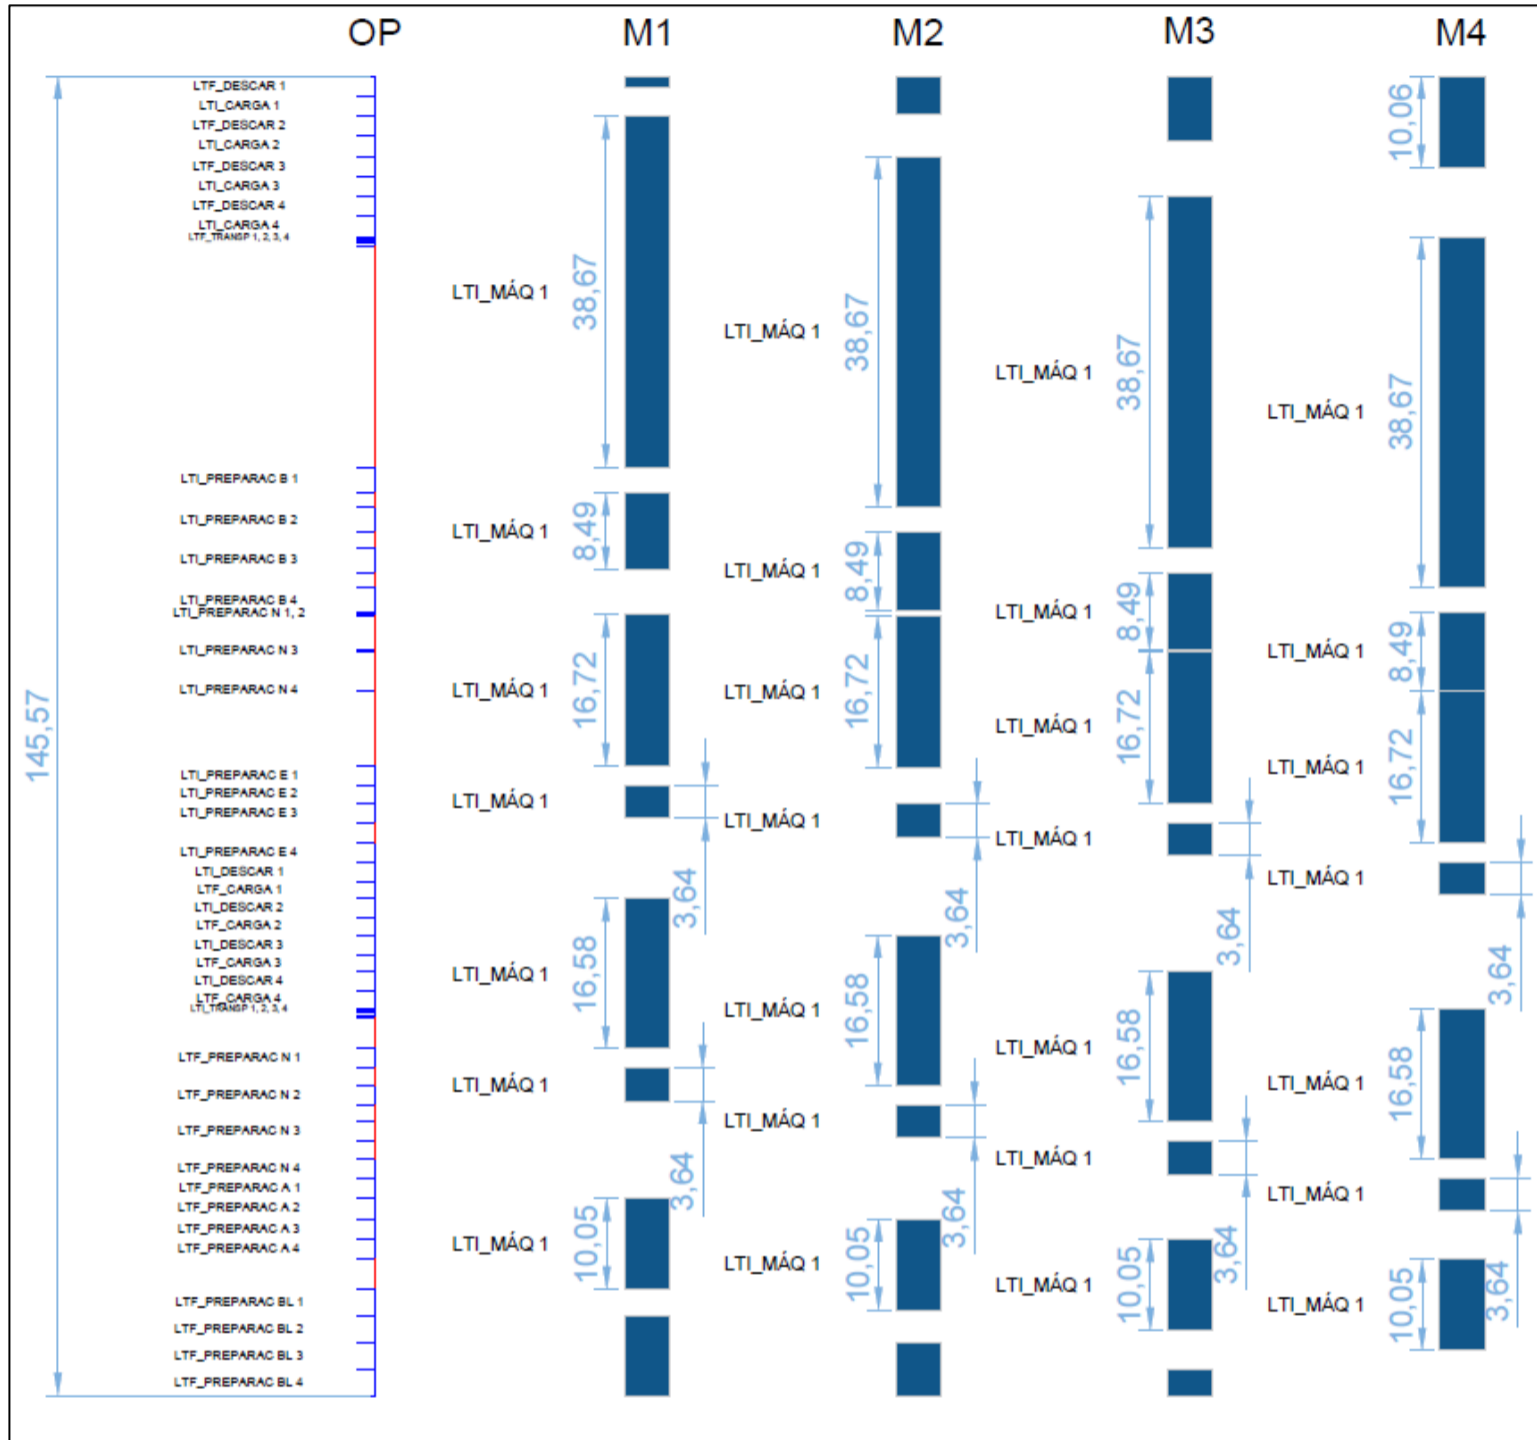 OP M1 M2 M3 M4
145,57
LTF_DESCAR 1
LTI_CARGA 1
LTF_DESCAR 2
LTI_CARGA 2
LTF_DESCAR 3
LTI_CARGA 3
LTF_DESCAR 4
LTI_CARGA 4
LTF_TRANSP 1, 2, 3, 4
LTI_PREPARAC B 1
LTI_PREPARAC B 2
LTI_PREPARAC B 3
LTI_PREPARAC B 4
LTI_PREPARAC N 1, 2
LTI_PREPARAC N 3
LTI_PREPARAC N 4
LTI_PREPARAC E 1
LTI_PREPARAC E 2
LTI_PREPARAC E 3
LTI_PREPARAC E 4
LTI_DESCAR 1
LTF_CARGA 1
LTI_DESCAR 2
LTF_CARGA 2
LTI_DESCAR 3
LTF_CARGA 3
LTI_DESCAR 4
LTF_CARGA 4
LTI_TRANSP 1, 2, 3, 4
LTF_PREPARAC N 1
LTF_PREPARAC N 2
LTF_PREPARAC N 3
LTF_PREPARAC N 4
LTF_PREPARAC A 1
LTF_PREPARAC A 2
LTF_PREPARAC A 3
LTF_PREPARAC A 4
LTF_PREPARAC BL 1
LTF_PREPARAC BL 2
LTF_PREPARAC BL 3
LTF_PREPARAC BL 4
LTI_MÁQ 1 38,67
LTI_MÁQ 1 8,49
LTI_MÁQ 1 16,72
LTI_MÁQ 1 3,64
LTI_MÁQ 1 16,58
LTI_MÁQ 1 3,64
LTI_MÁQ 1 10,05
LTI_MÁQ 1 38,67
LTI_MÁQ 1 8,49
LTI_MÁQ 1 16,72
LTI_MÁQ 1 3,64
LTI_MÁQ 1 16,58
LTI_MÁQ 1 3,64
LTI_MÁQ 1 10,05
LTI_MÁQ 1 38,67
LTI_MÁQ 1 8,49
LTI_MÁQ 1 16,72
LTI_MÁQ 1 3,64
LTI_MÁQ 1 16,58
LTI_MÁQ 1 3,64
LTI_MÁQ 1 10,05
10,06
LTI_MÁQ 1 38,67
LTI_MÁQ 1 8,49
LTI_MÁQ 1 16,72
LTI_MÁQ 1 3,64
LTI_MÁQ 1 16,58
LTI_MÁQ 1 3,64
LTI_MÁQ 1 10,05